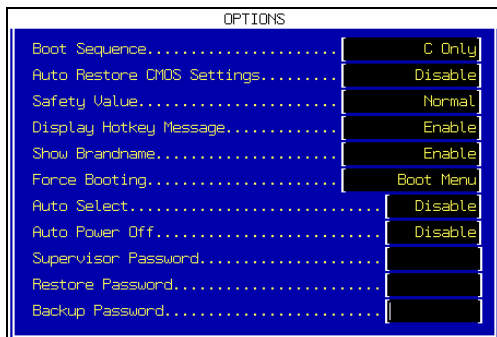 OPTIONS
Boot Sequence......................[ C Only]
Auto Restore CMOS Settings.........[ Disable]
Safety Value.......................[ Normal]
Display Hotkey Message.............[ Enable]
Show Brandname.....................[ Enable]
Force Booting......................[ Boot Menu]
Auto Select............................[ Disable]
Auto Power Off.........................[ Disable]
Supervisor Password....................[ ]
Restore Password.......................[ ]
Backup Password........................[ ]